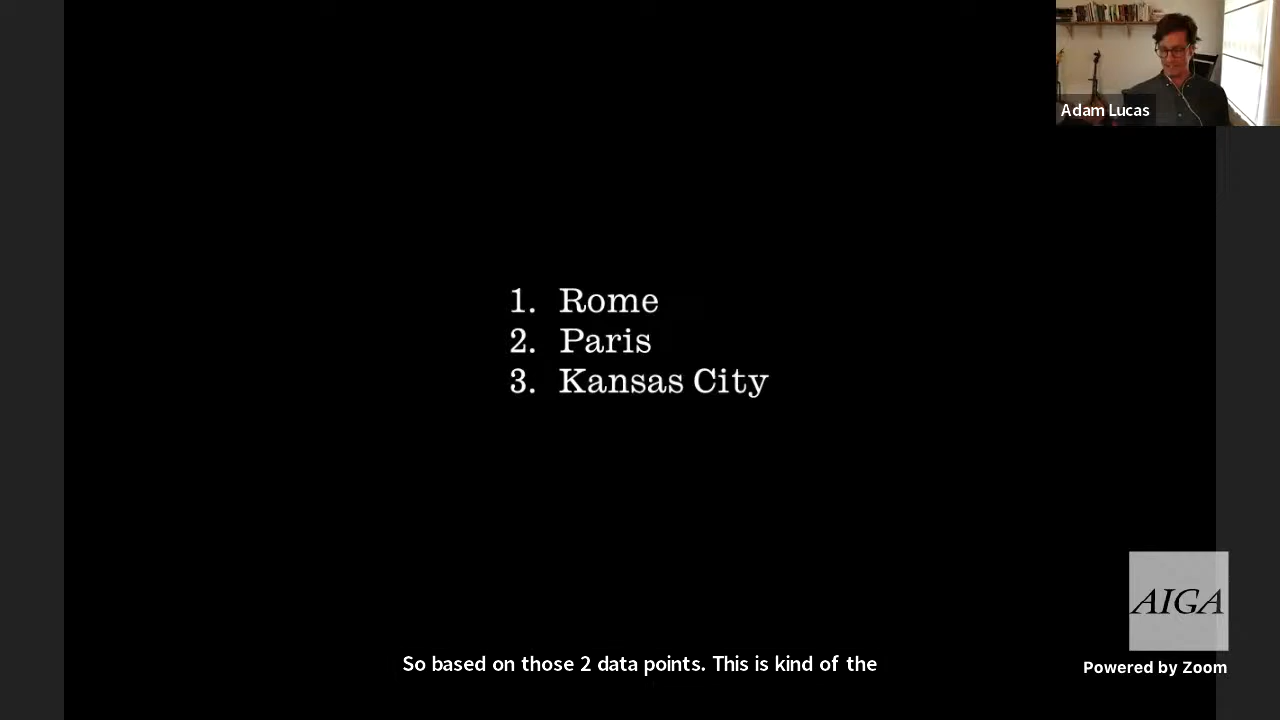 Adam Lucas
1. Rome
2. Paris
3. Kansas City
AIGA
So based on those 2 data points. This is kind of the
Powered by Zoom